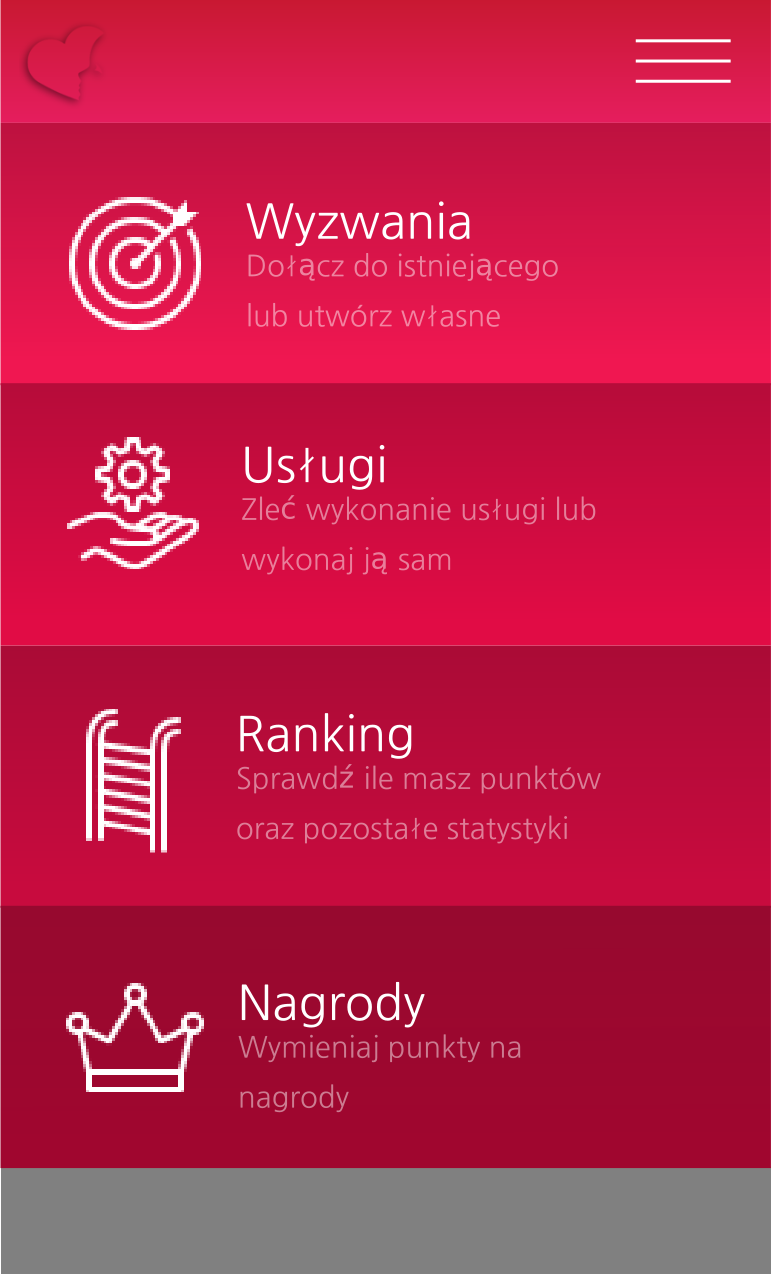 Wyzwania
Dołącz do istniejącego
lub utwórz własne
Usługi
Zleć wykonanie usługi lub
wykonaj ją sam
Ranking
Sprawdź ile masz punktów
oraz pozostałe statystyki
Nagrody
Wymieniaj punkty na
nagrody